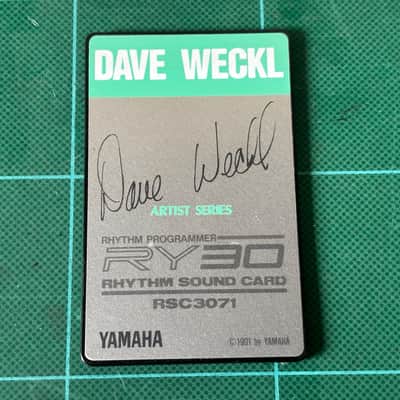 DAVE WECKL
Dave Weckl
ARTIST SERIES
RHYTHM PROGRAMMER
RY30
RHYTHM SOUND CARD
RSC3071
YAMAHA
© 1991 by YAMAHA